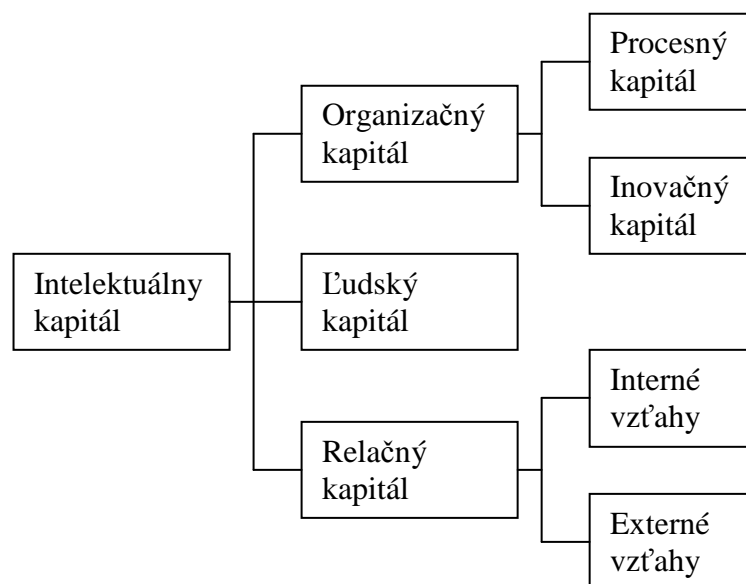 Procesný
kapitál
Organizačný
kapitál
Inovačný
kapitál
Intelektuálny
kapitál
Ľudský
kapitál
Interné
vzťahy
Relačný
kapitál
Externé
vzťahy